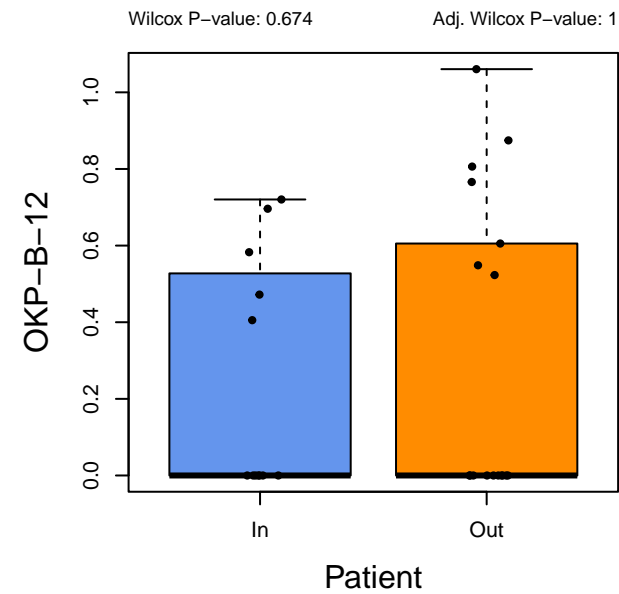 Wilcox P−value: 0.674
Adj. Wilcox P−value: 1
OKP−B−12
1.0
0.8
0.6
0.4
0.2
0.0
In
Out
Patient